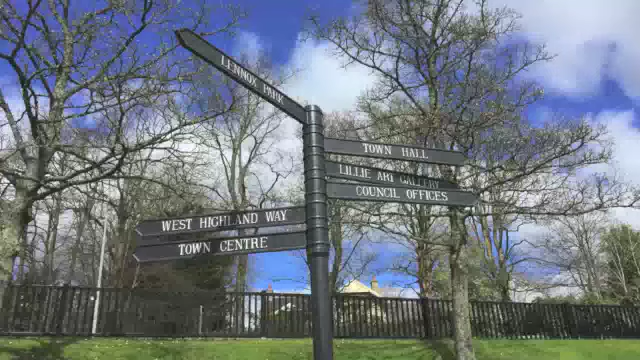 LENNOX PARK
TOWN HALL
LILLIE ART GALLERY
COUNCIL OFFICES
WEST HIGHLAND WAY
TOWN CENTRE